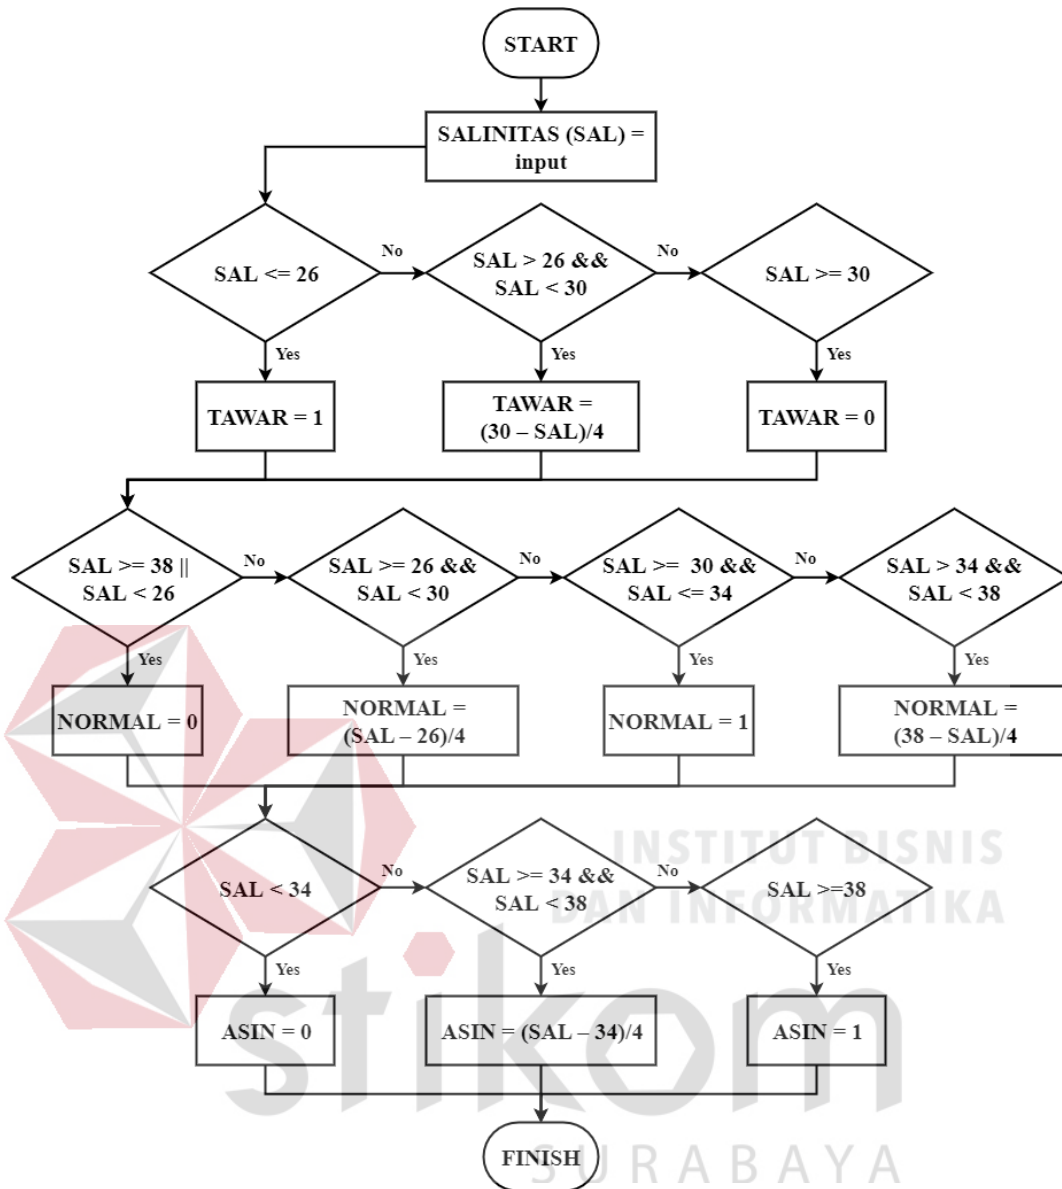 START
SALINITAS (SAL) =
input
SAL <= 26
No
SAL > 26 &&
SAL < 30
No
SAL >= 30
Yes
Yes
Yes
TAWAR = 1
TAWAR =
(30 – SAL)/4
TAWAR = 0
SAL >= 38 ||
SAL < 26
No
SAL >= 26 &&
SAL < 30
No
SAL >= 30 &&
SAL <= 34
No
SAL > 34 &&
SAL < 38
Yes
Yes
Yes
Yes
NORMAL = 0
NORMAL =
(SAL – 26)/4
NORMAL = 1
NORMAL =
(38 – SAL)/4
INSTITUT BISNIS
DAN INFORMATIKA
SAL < 34
No
SAL >= 34 &&
SAL < 38
No
SAL >=38
Yes
Yes
Yes
ASIN = 0
ASIN = (SAL – 34)/4
ASIN = 1
stikom
FINISH
SURABAYA